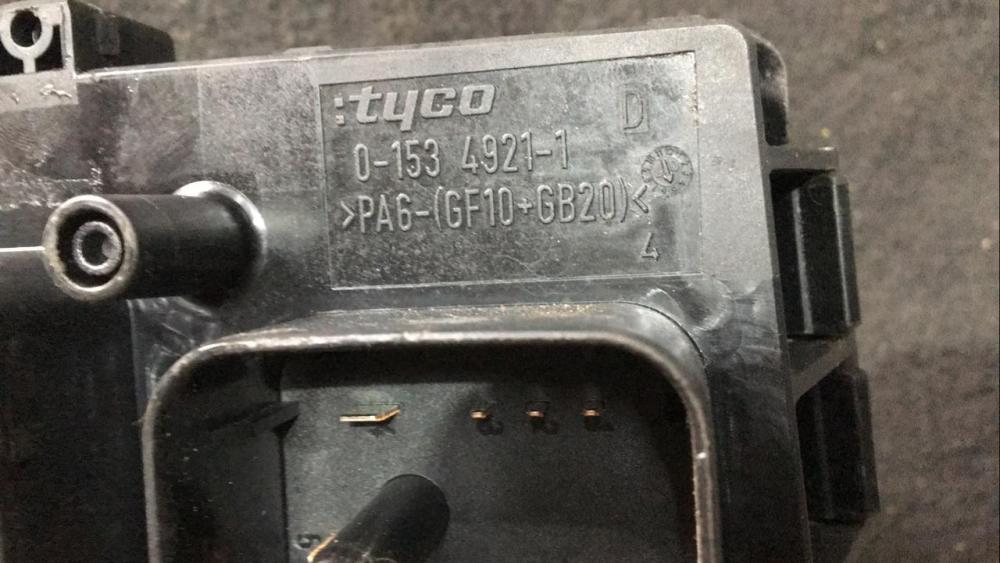 :tyco D
0-153 4921-1
>PA6-(GF10+GB20)<
4